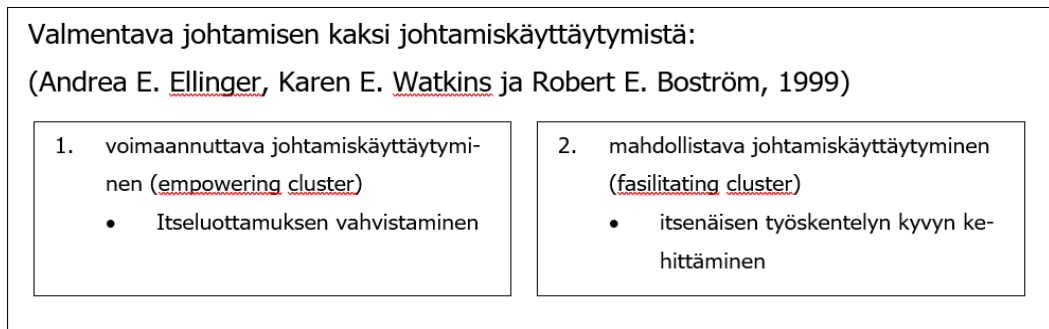 Valmentava johtamisen kaksi johtamiskäyttäytymistä:
(Andrea E. Ellinger, Karen E. Watkins ja Robert E. Boström, 1999)
1. voimaannuttava johtamiskäyttäytymi-
nen (empowering cluster)
• Itseluottamuksen vahvistaminen
2. mahdollistava johtamiskäyttäytyminen
(fasilitating cluster)
• itsenäisen työskentelyn kyvyn ke-
hittäminen